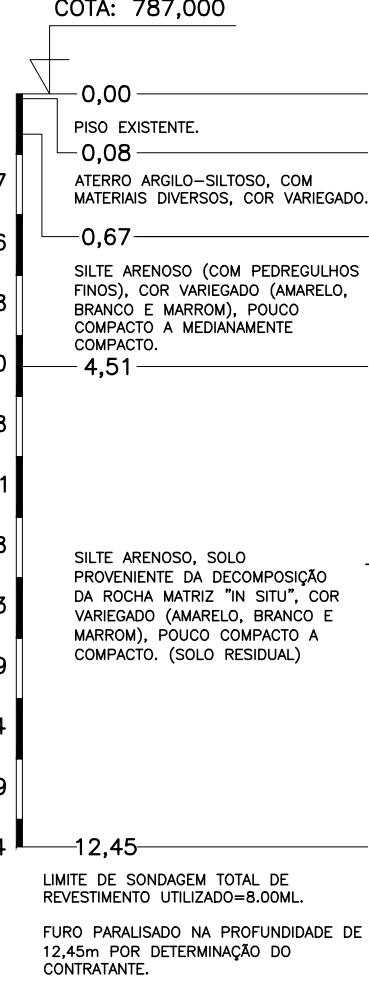 COTA: 787,000
0,00
PISO EXISTENTE.
0,08
ATERRO ARGILO-SILTOSO, COM
MATERIAIS DIVERSOS, COR VARIEGADO.
0,67
SILTE ARENOSO (COM PEDREGULHOS
FINOS), COR VARIEGADO (AMARELO,
BRANCO E MARROM), POUCO
COMPACTO A MEDIANAMENTE
COMPACTO.
4,51
SILTE ARENOSO, SOLO
PROVENIENTE DA DECOMPOSIÇÃO
DA ROCHA MATRIZ "IN SITU", COR
VARIEGADO (AMARELO, BRANCO E
MARROM), POUCO COMPACTO A
COMPACTO. (SOLO RESIDUAL)
12,45
LIMITE DE SONDAGEM TOTAL DE
REVESTIMENTO UTILIZADO=8.00ML.
FURO PARALISADO NA PROFUNDIDADE DE
12,45m POR DETERMINAÇÃO DO
CONTRATANTE.